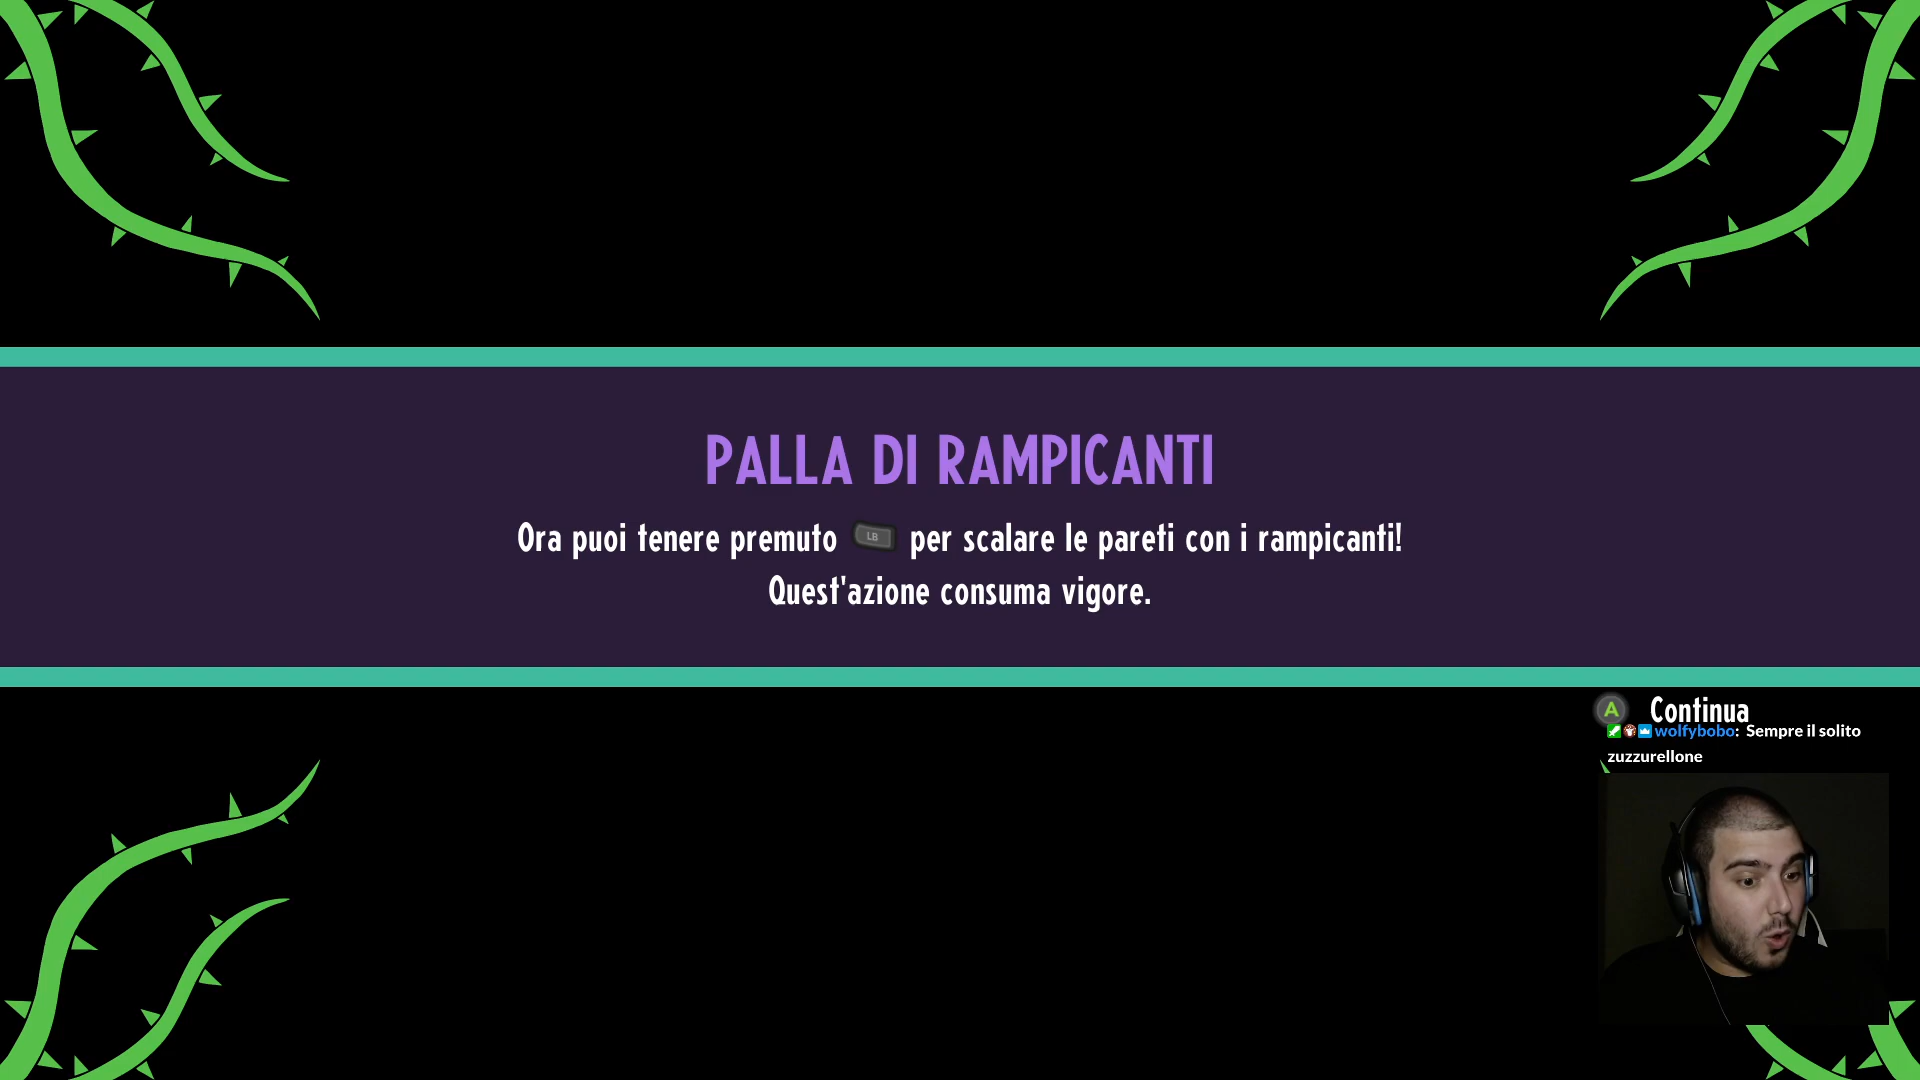 PALLA DI RAMPICANTI
Ora puoi tenere premuto LB per scalare le pareti con i rampicanti!
Quest'azione consuma vigore.
A Continua
wolfybobo: Sempre il solito
zuzzurellone